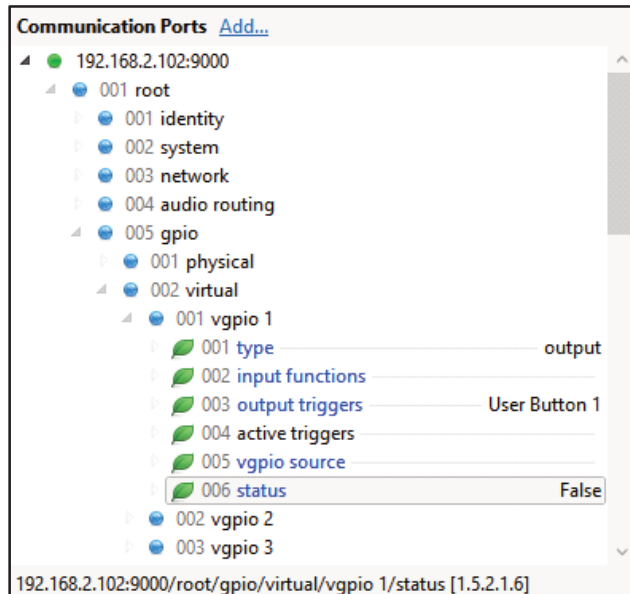 Communication Ports Add...
192.168.2.102:9000
001 root
001 identity
002 system
003 network
004 audio routing
005 gpio
001 physical
002 virtual
001 vgpio 1
001 type output
002 input functions
003 output triggers User Button 1
004 active triggers
005 vgpio source
006 status False
002 vgpio 2
003 vgpio 3
192.168.2.102:9000/root/gpio/virtual/vgpio 1/status [1.5.2.1.6]